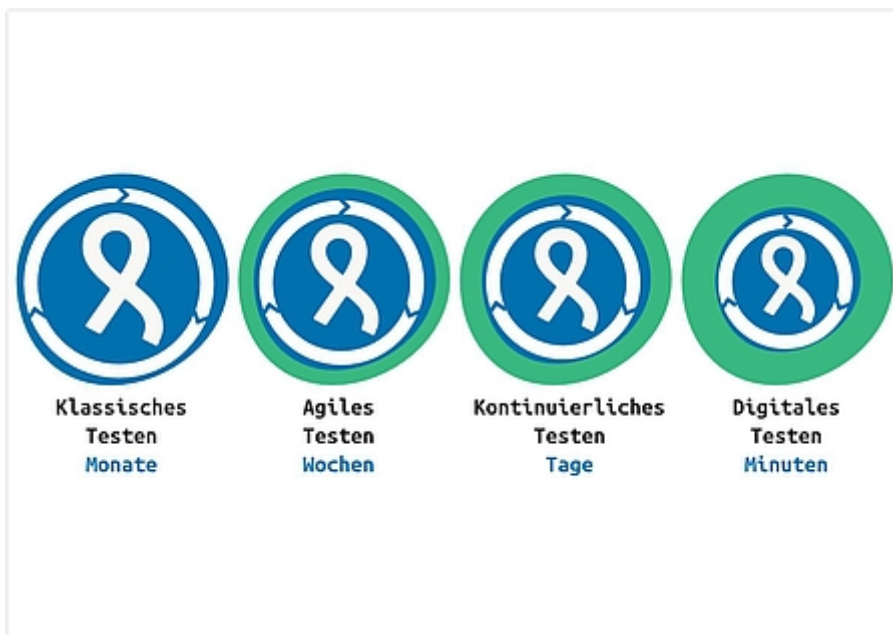 Klassisches
Testen
Monate
Agiles
Testen
Wochen
Kontinuierliches
Testen
Tage
Digitales
Testen
Minuten